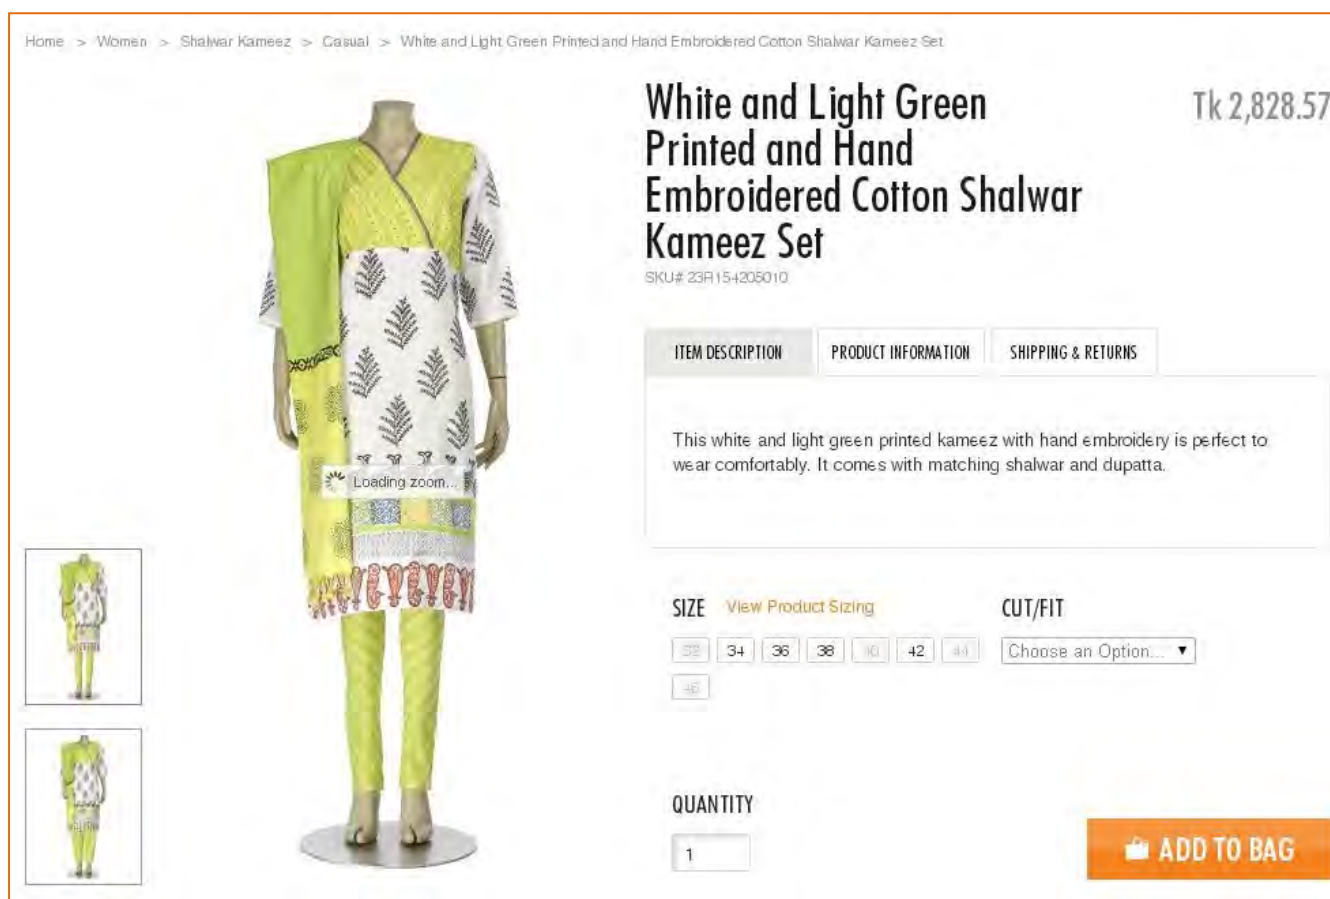 Home > Women > Shalwar Kameez > Casual > White and Light Green Printed and Hand Embroidered Cotton Shalwar Kameez Set
White and Light Green
Printed and Hand
Embroidered Cotton Shalwar
Kameez Set
Tk 2,828.57
SKU# 23R154205010
ITEM DESCRIPTION
PRODUCT INFORMATION
SHIPPING & RETURNS
This white and light green printed kameez with hand embroidery is perfect to
wear comfortably. It comes with matching shalwar and dupatta.
Loading zoom...
SIZE View Product Sizing
32 34 36 38 40 42 44
46
CUT/FIT
Choose an Option...
QUANTITY
1
ADD TO BAG